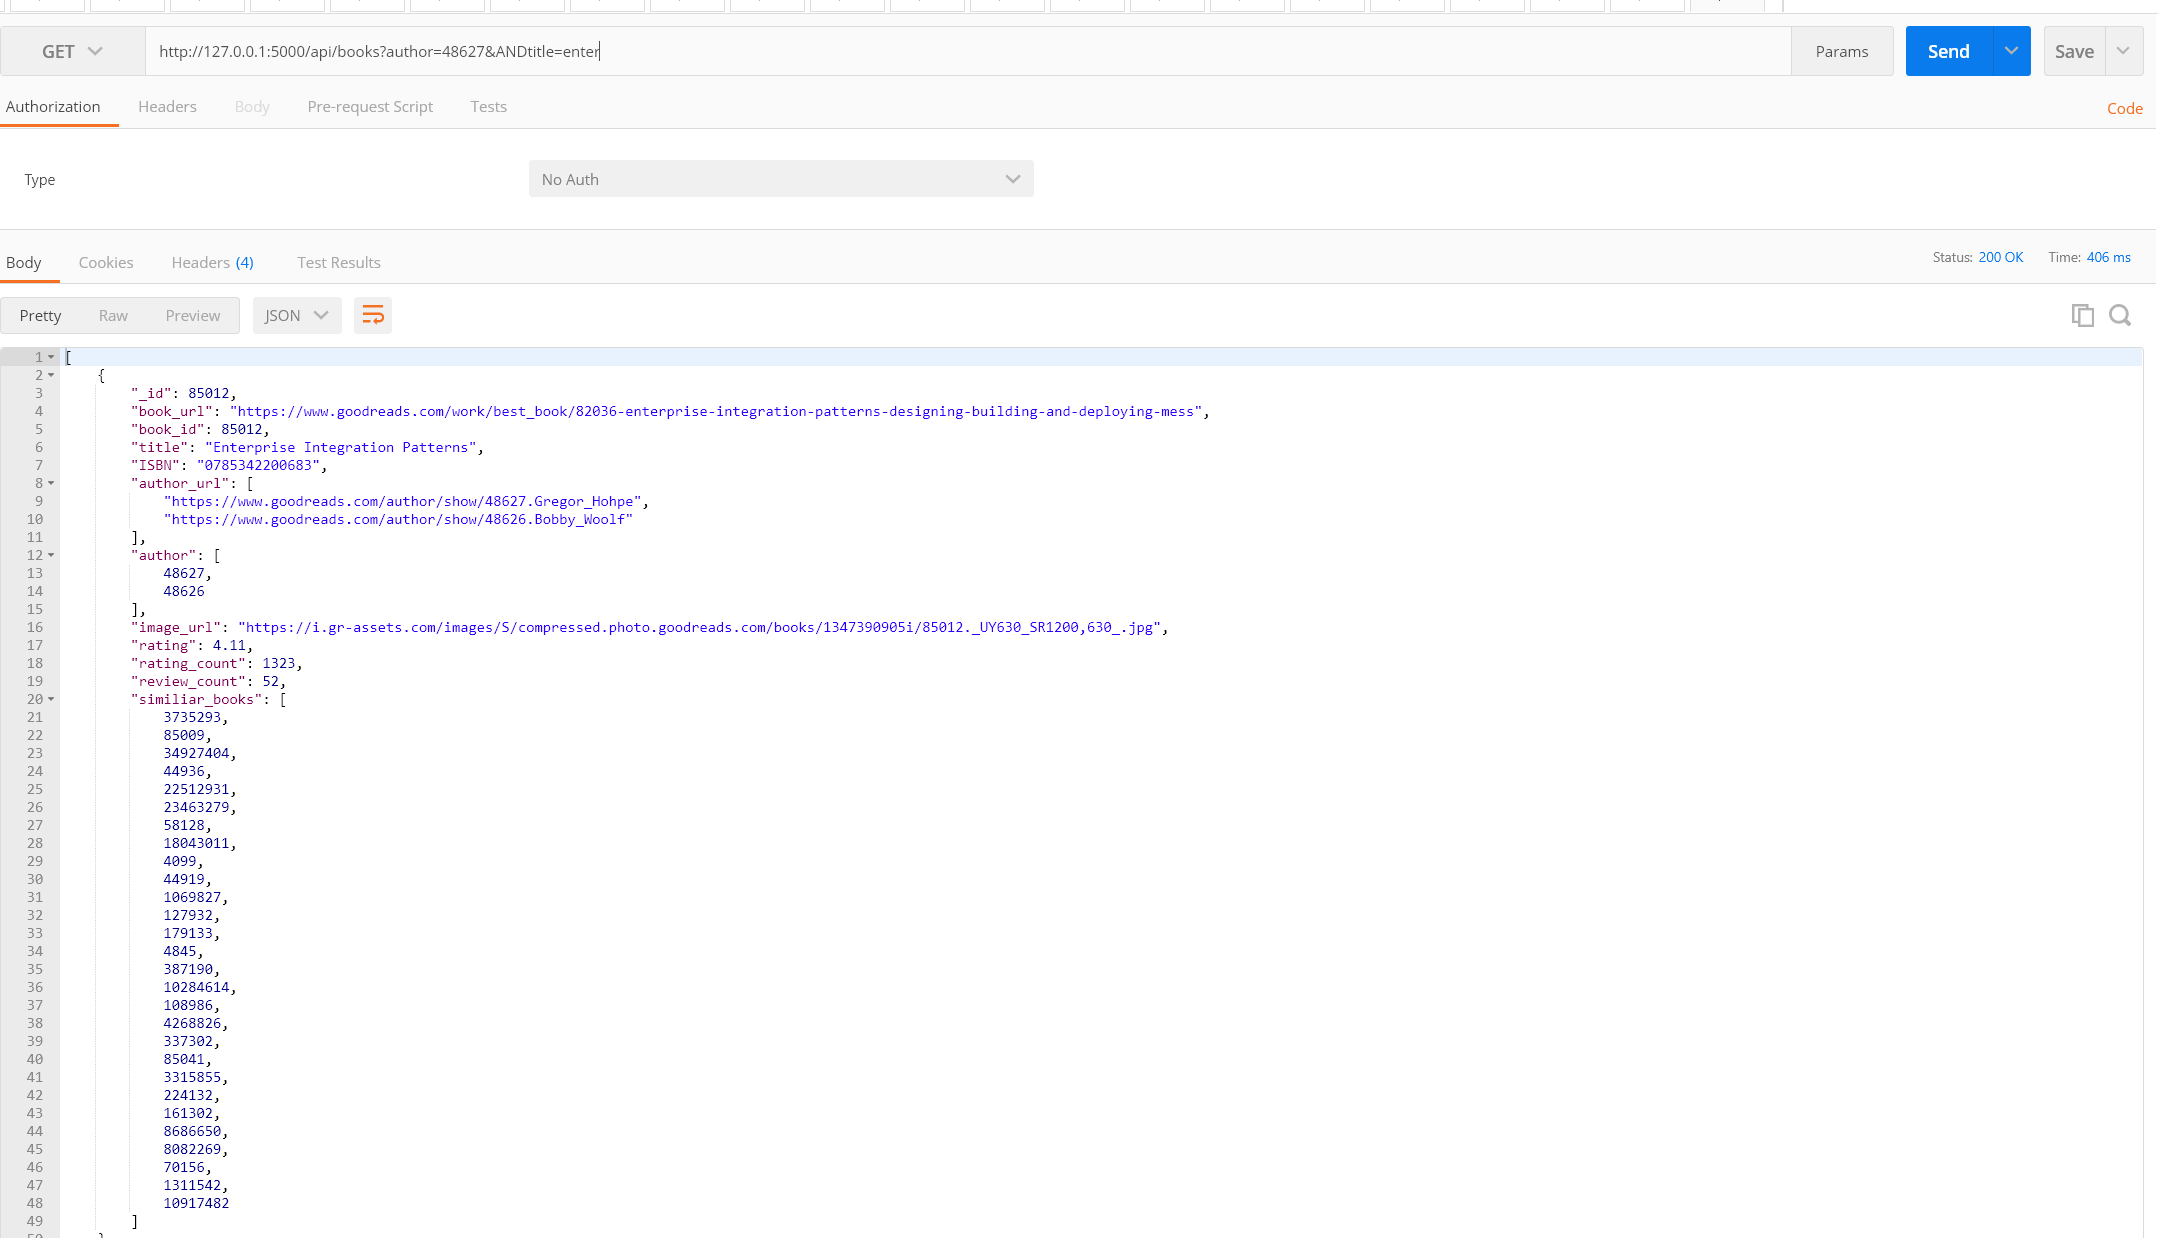 GET http://127.0.0.1:5000/api/books?author=48627&ANDtitle=enter Params Send Save
Authorization Headers Body Pre-request Script Tests Code
Type No Auth
Body Cookies Headers (4) Test Results Status: 200 OK Time: 406 ms
Pretty Raw Preview JSON
1 [
2 {
3 "_id": 85012,
4 "book_url": "https://www.goodreads.com/work/best_book/82036-enterprise-integration-patterns-designing-building-and-deploying-mess",
5 "book_id": 85012,
6 "title": "Enterprise Integration Patterns",
7 "ISBN": "0785342200683",
8 "author_url": [
9 "https://www.goodreads.com/author/show/48627.Gregor_Hohpe",
10 "https://www.goodreads.com/author/show/48626.Bobby_Woolf"
11 ],
12 "author": [
13 48627,
14 48626
15 ],
16 "image_url": "https://i.gr-assets.com/images/S/compressed.photo.goodreads.com/books/1347390905i/85012._UY630_SR1200,630_.jpg",
17 "rating": 4.11,
18 "rating_count": 1323,
19 "review_count": 52,
20 "similiar_books": [
21 3735293,
22 85009,
23 34927404,
24 44936,
25 22512931,
26 23463279,
27 58128,
28 18043011,
29 4099,
30 44919,
31 1069827,
32 127932,
33 179133,
34 4845,
35 387190,
36 10284614,
37 108986,
38 4268826,
39 337302,
40 85041,
41 3315855,
42 224132,
43 161302,
44 8686650,
45 8082269,
46 70156,
47 1311542,
48 10917482
49 ]